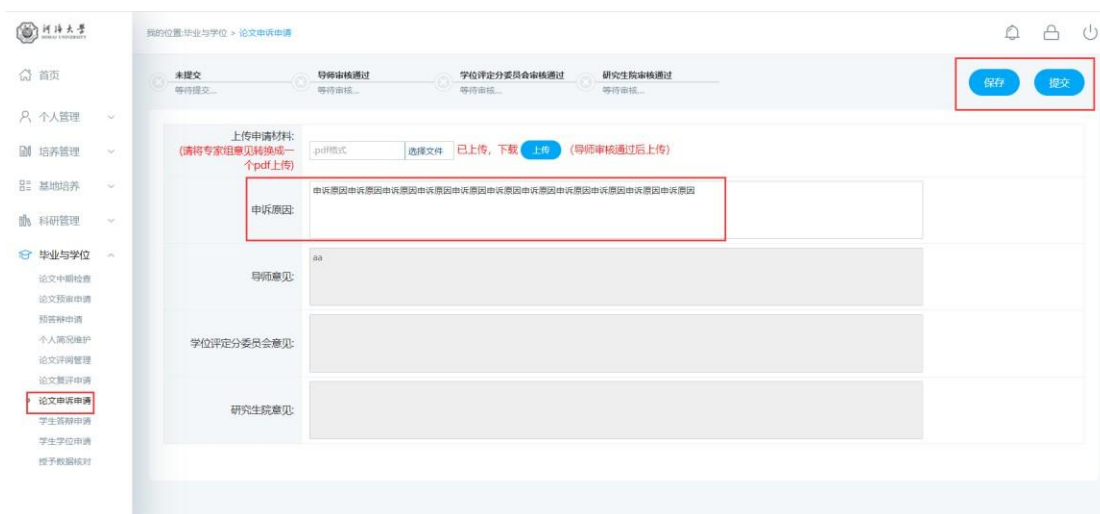 河海大学
HOHAI UNIVERSITY
我的位置:毕业与学位 > 论文申诉申请
首页
个人管理
培养管理
基地培养
科研管理
毕业与学位
论文中期检查
论文预审申请
预答辩申请
个人简况维护
论文评阅管理
论文复评申请
论文申诉申请
学生答辩申请
学生学位申请
授予数据核对
未提交
等待提交...
导师审核通过
等待审核...
学位评定分委员会审核通过
等待审核...
研究生院审核通过
等待审核...
保存
提交
上传申请材料:
(请将专家组意见转换成一
个pdf上传)
pdf格式
选择文件
已上传，下载
上传
(导师审核通过后上传)
申诉原因:
申诉原因申诉原因申诉原因申诉原因申诉原因申诉原因申诉原因申诉原因申诉原因申诉原因申诉原因
导师意见:
aa
学位评定分委员会意见:
研究生院意见: